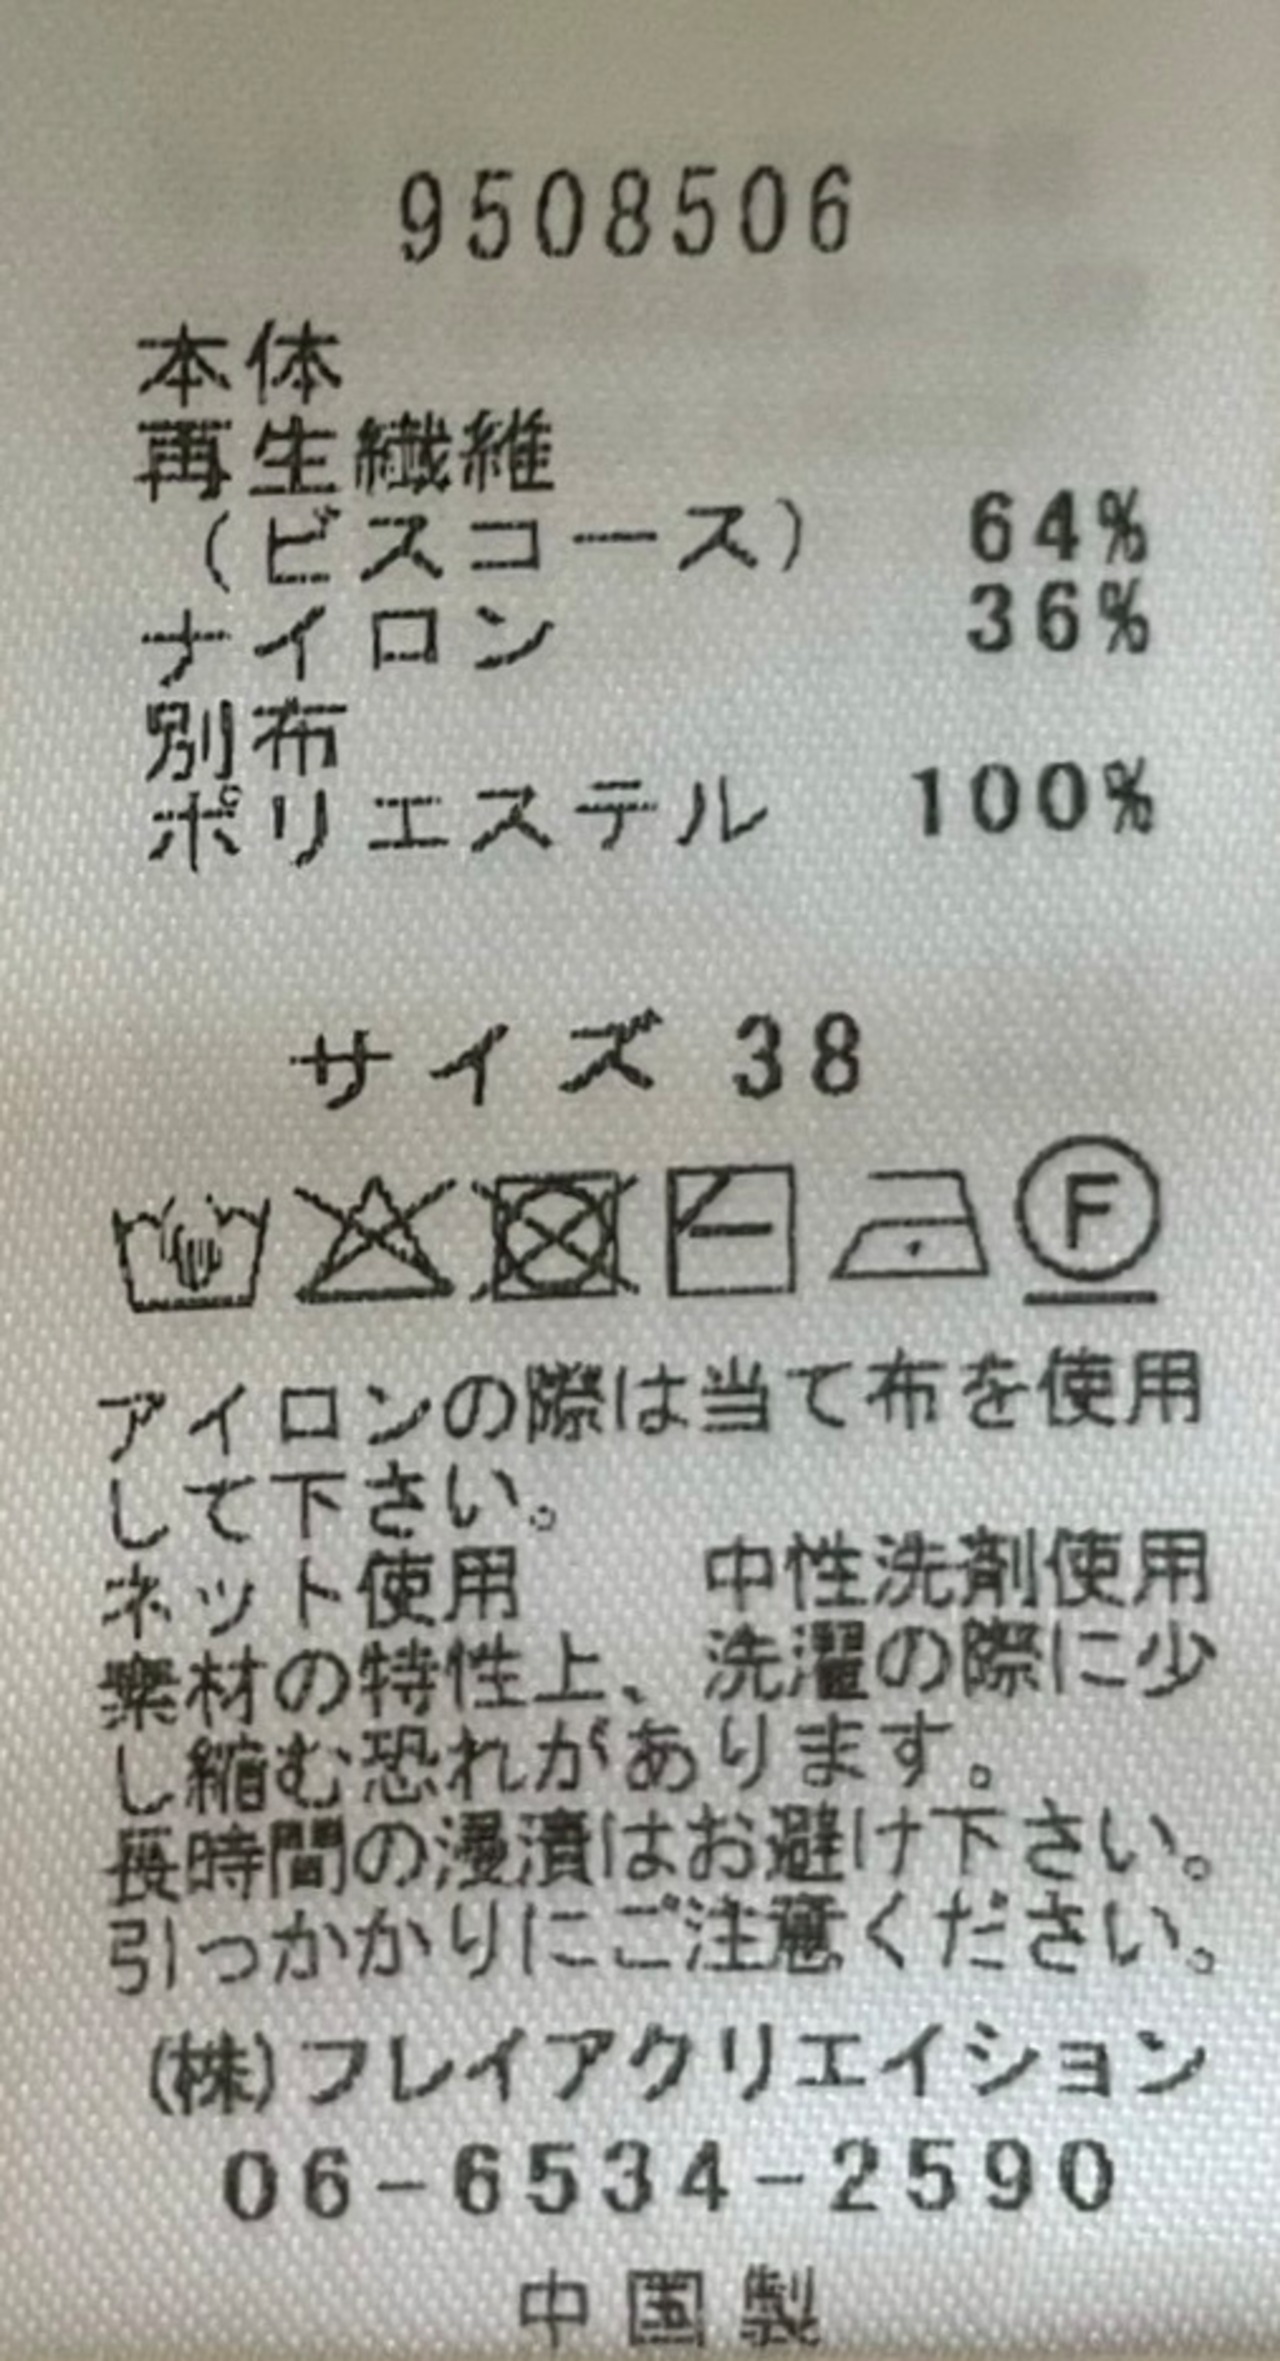 9508506
本体
再生繊維
（ビスコース） 64%
ナイロン 36%
別布
ポリエステル 100%
サイズ 38
F
アイロンの際は当て布を使用
して下さい。
ネット使用 中性洗剤使用
素材の特性上、洗濯の際に少
し縮む恐れがあります。
長時間の浸漬はお避け下さい。
引っかかりにご注意ください。
(株)フレイアクリエイション
06-6534-2590
中国製